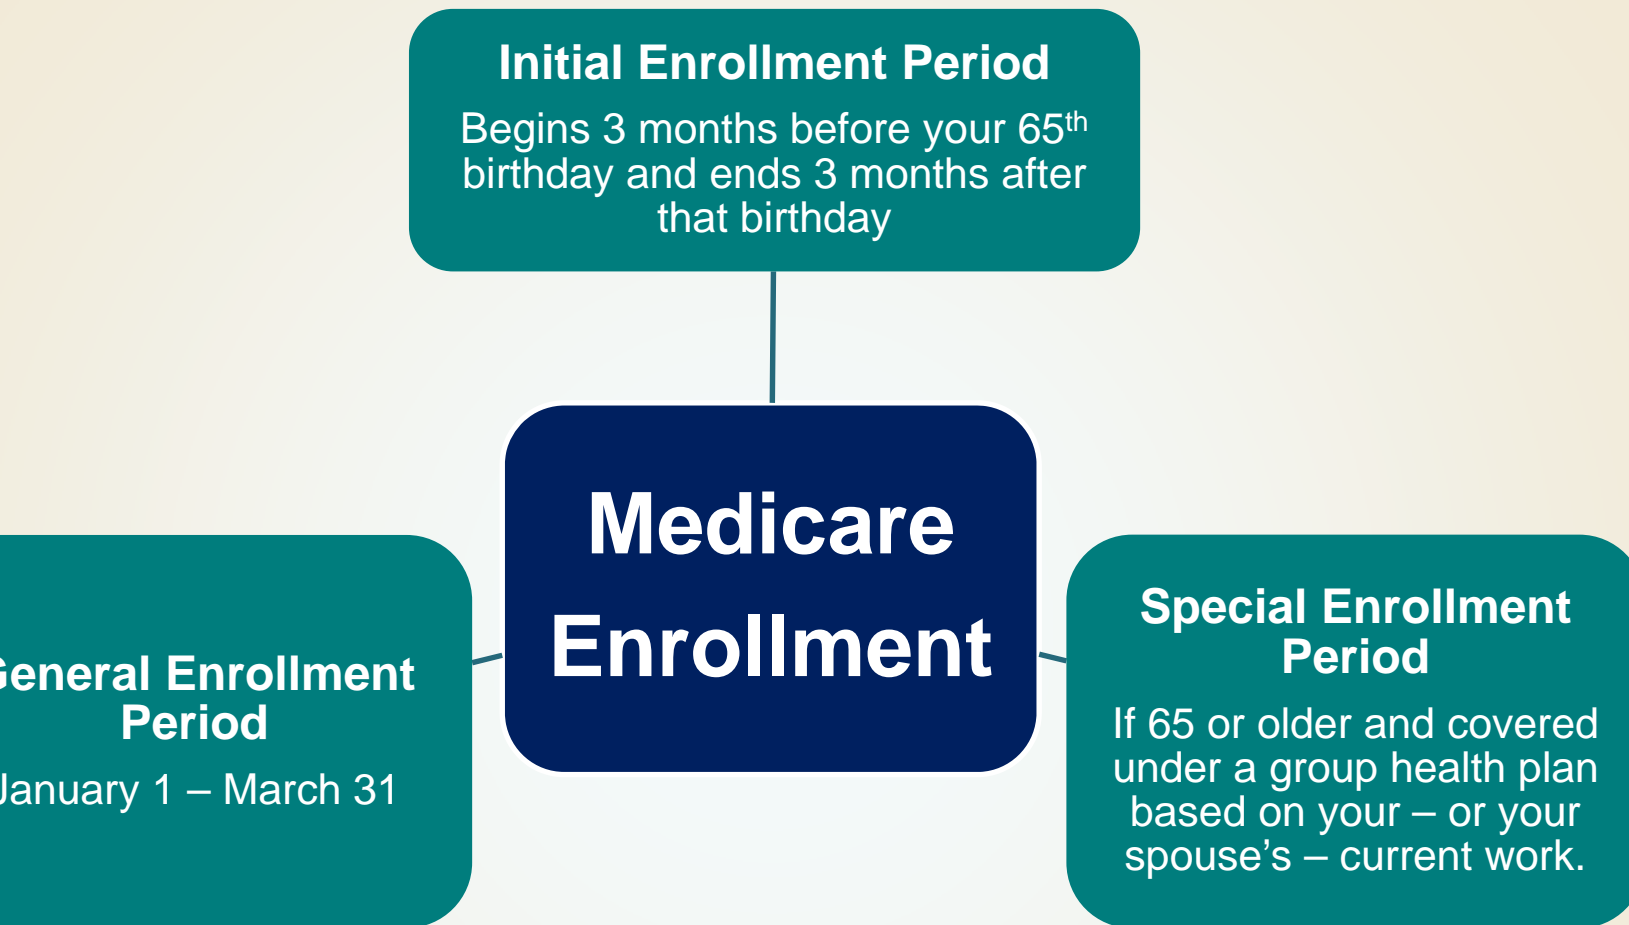 Initial Enrollment Period
Begins 3 months before your 65th
birthday and ends 3 months after
that birthday
Medicare
Enrollment
General Enrollment
Period
January 1 – March 31
Special Enrollment
Period
If 65 or older and covered
under a group health plan
based on your – or your
spouse’s – current work.